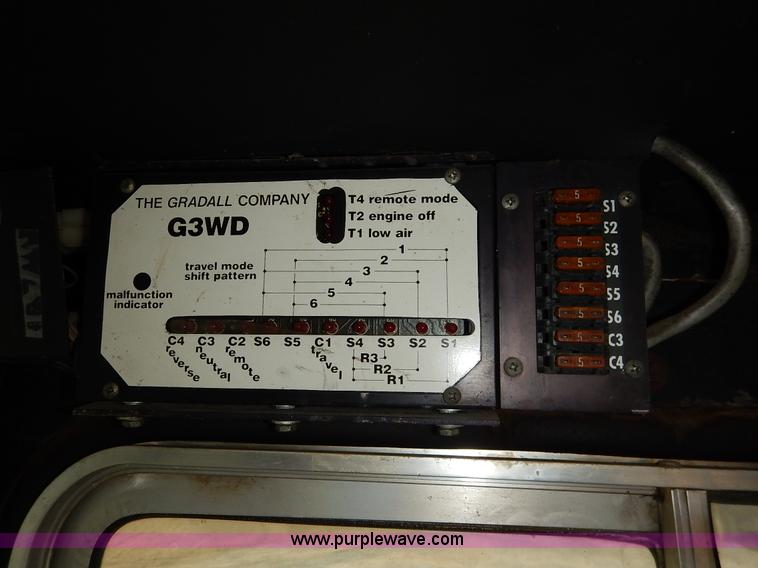 THE GRADALL COMPANY
G3WD
T4 remote mode
T2 engine off
T1 low air
travel mode
shift pattern
1
2
3
4
5
6
malfunction
indicator
C4 C3 C2 S6 S5 C1 S4 S3 S2 S1
reverse neutral remote travel
R3
R2
R1
5 S1
5 S2
5 S3
5 S4
5 S5
5 S6
5 C3
5 C4
www.purplewave.com